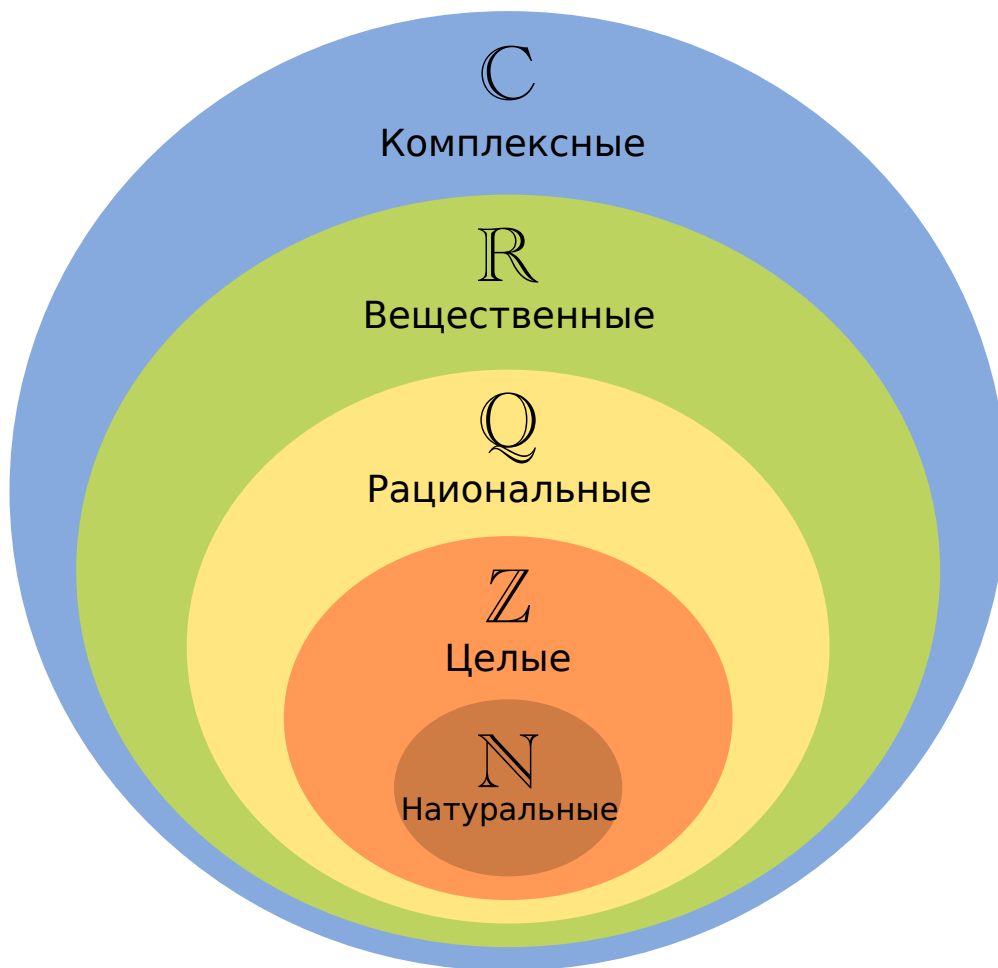 ℂ
Комплексные
ℝ
Вещественные
ℚ
Рациональные
ℤ
Целые
ℕ
Натуральные